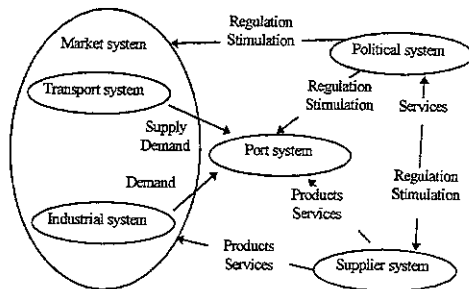 Regulation
Stimulation
Market system
Political system
Transport system
Regulation
Stimulation
Services
Supply
Demand
Port system
Demand
Regulation
Stimulation
Products
Services
Industrial system
Products
Services
Supplier system